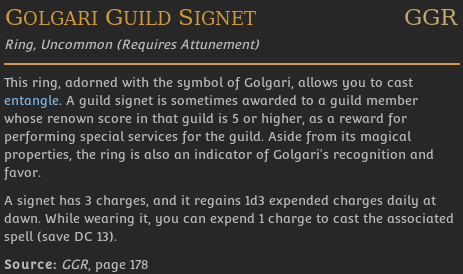 Golgari Guild Signet GGR
Ring, Uncommon (Requires Attunement)
This ring, adorned with the symbol of Golgari, allows you to cast
entangle. A guild signet is sometimes awarded to a guild member
whose renown score in that guild is 5 or higher, as a reward for
performing special services for the guild. Aside from its magical
properties, the ring is also an indicator of Golgari's recognition and
favor.
A signet has 3 charges, and it regains 1d3 expended charges daily at
dawn. While wearing it, you can expend 1 charge to cast the associated
spell (save DC 13).
Source: GGR, page 178